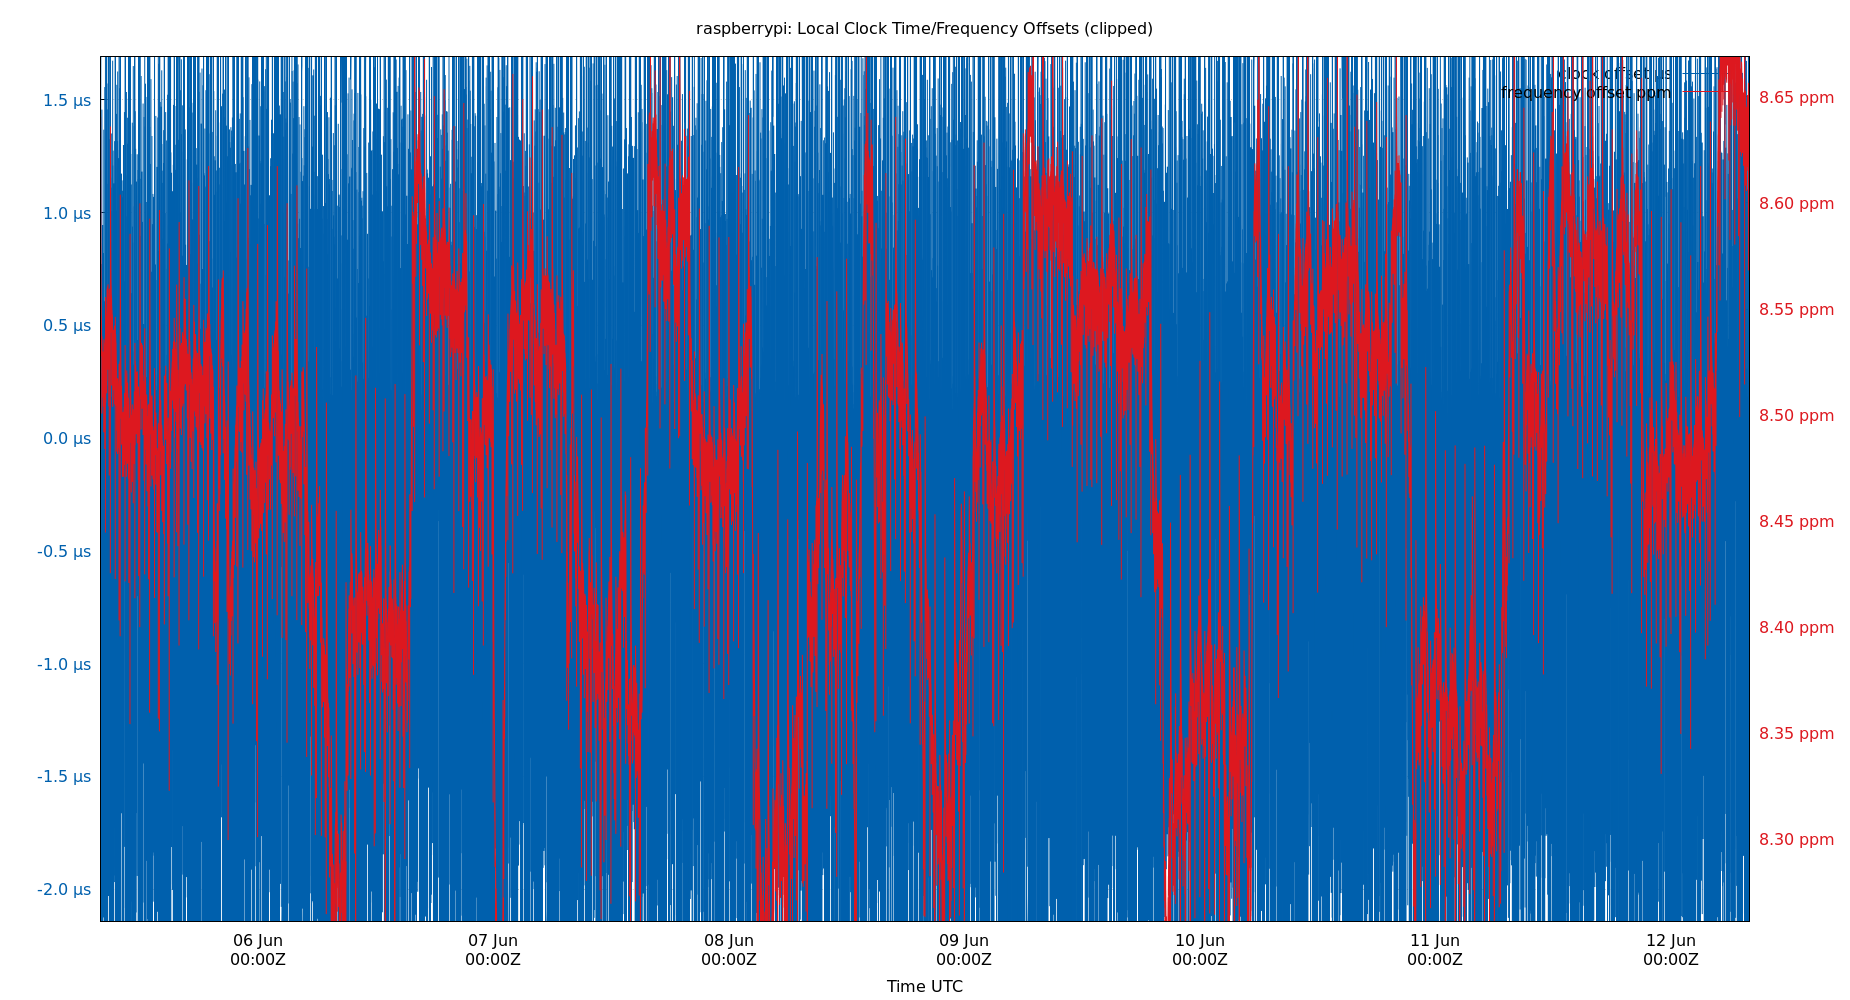 raspberrypi: Local Clock Time/Frequency Offsets (clipped)
clock offset µs
frequency offset ppm
1.5 µs
1.0 µs
0.5 µs
0.0 µs
-0.5 µs
-1.0 µs
-1.5 µs
-2.0 µs
8.65 ppm
8.60 ppm
8.55 ppm
8.50 ppm
8.45 ppm
8.40 ppm
8.35 ppm
8.30 ppm
06 Jun
00:00Z
07 Jun
00:00Z
08 Jun
00:00Z
09 Jun
00:00Z
10 Jun
00:00Z
11 Jun
00:00Z
12 Jun
00:00Z
Time UTC